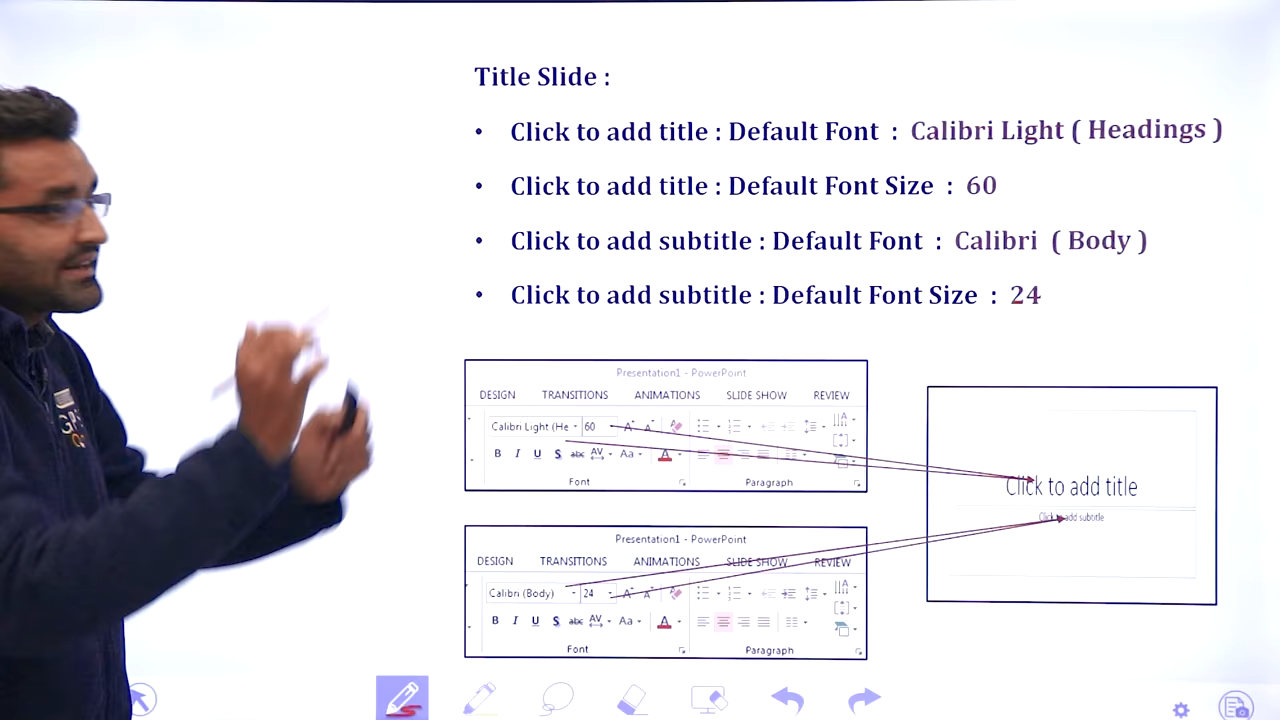 Title Slide :
• Click to add title : Default Font : Calibri Light ( Headings )
• Click to add title : Default Font Size : 60
• Click to add subtitle : Default Font : Calibri ( Body )
• Click to add subtitle : Default Font Size : 24
Presentation1 - PowerPoint
DESIGN TRANSITIONS ANIMATIONS SLIDE SHOW REVIEW
Calibri Light (He 60
B I U S abc AV Aa A
Font Paragraph
Click to add title
Click to add subtitle
Presentation1 - PowerPoint
DESIGN TRANSITIONS ANIMATIONS SLIDE SHOW REVIEW
Calibri (Body) 24
B I U S abc AV Aa A
Font Paragraph